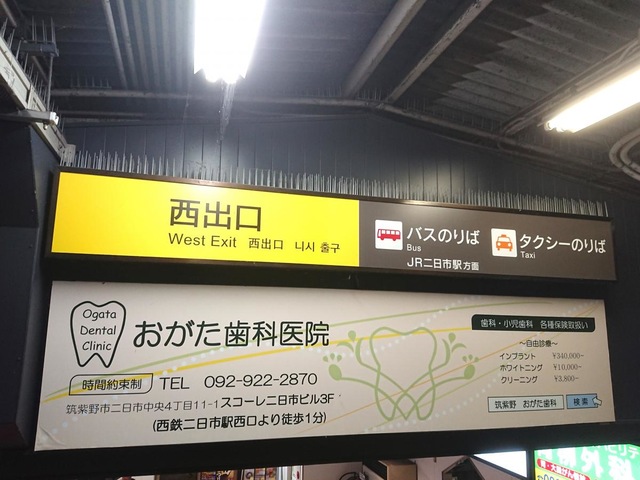 西出口
West Exit 西出口 니시 출구
バスのりば
Bus
タクシーのりば
Taxi
JR二日市駅方面
Ogata
Dental
Clinic
おがた歯科医院
時間約束制 TEL 092-922-2870
筑紫野市二日市中央4丁目11-1スコーレ二日市ビル3F
(西鉄二日市駅西口より徒歩1分)
歯科・小児歯科 各種保険取扱い
～自由診療～
インプラント ¥340,000~
ホワイトニング ¥10,000~
クリーニング ¥3,800~
筑紫野 おがた歯科 検索